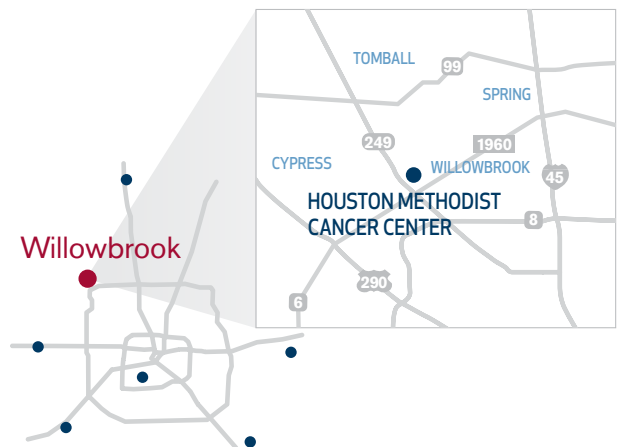 TOMBALL
99
SPRING
249
1960
CYPRESS
WILLOWBROOK
45
HOUSTON METHODIST
CANCER CENTER
8
Willowbrook
290
6